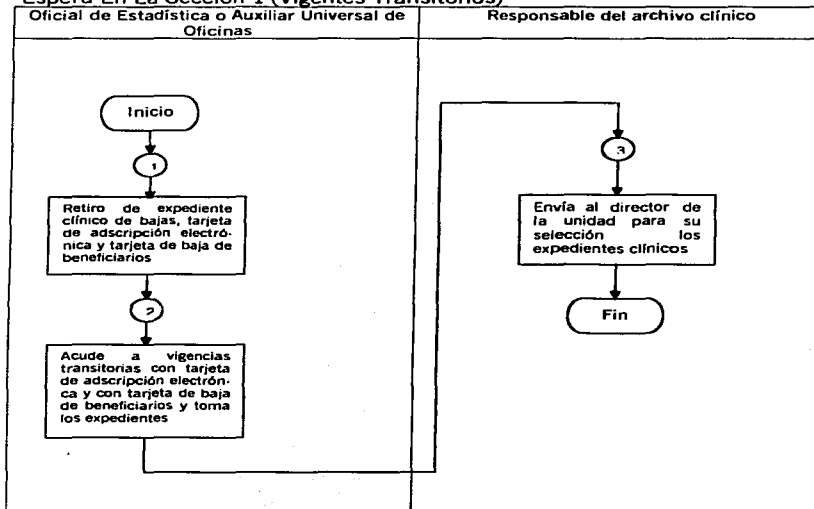 Espera En La Sección 1 (Vigentes Transitorios)
Oficial de Estadística o Auxiliar Universal de
Oficinas
Responsable del archivo clínico
Inicio
1
Retiro de expediente
clínico de bajas, tarjeta
de adscripción electró-
nica y tarjeta de baja de
beneficiarios
2
Acude a vigencias
transitorias con tarjeta
de adscripción electróni-
ca y con tarjeta de baja
de beneficiarios y toma
los expedientes
3
Envía al director de
la unidad para su
selección los
expedientes clínicos
Fin